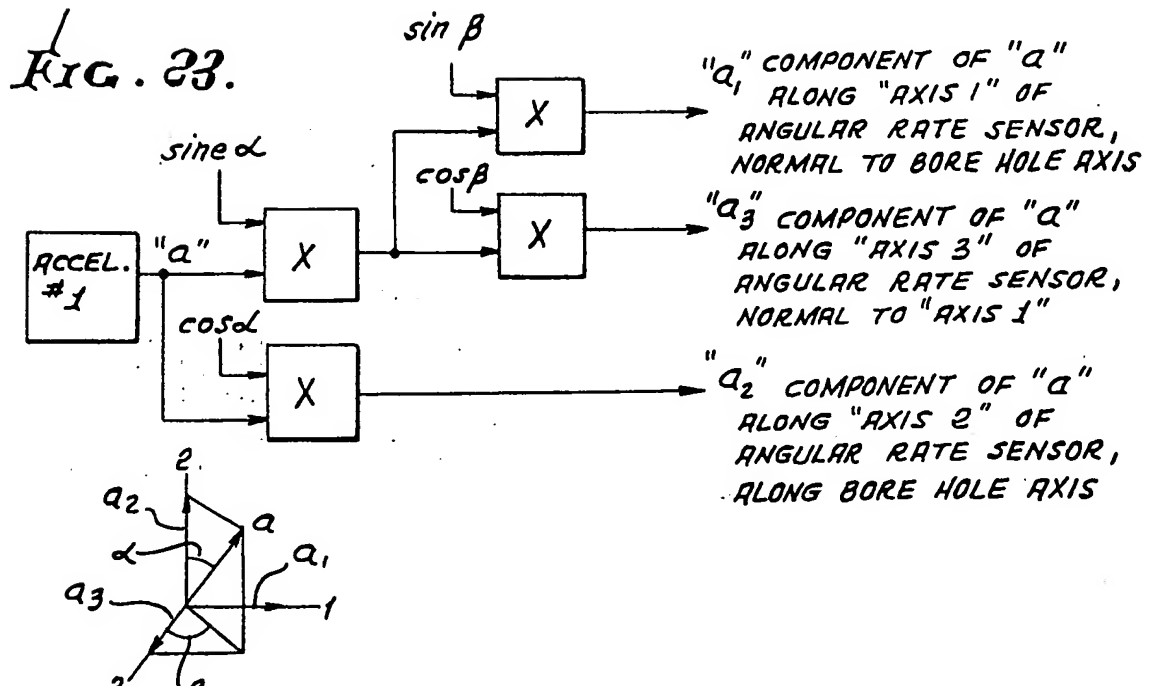 FIG. 23.
sin β
sine α
cosβ
ACCEL.
#1
"a"
X
X
X
cosα
X
"a₁" COMPONENT OF "a"
ALONG "AXIS 1" OF
ANGULAR RATE SENSOR,
NORMAL TO BORE HOLE AXIS
"a₃" COMPONENT OF "a"
ALONG "AXIS 3" OF
ANGULAR RATE SENSOR,
NORMAL TO "AXIS 1"
"a₂" COMPONENT OF "a"
ALONG "AXIS 2" OF
ANGULAR RATE SENSOR,
ALONG BORE HOLE AXIS
2
a₂
a
α
a₁
a₃
1